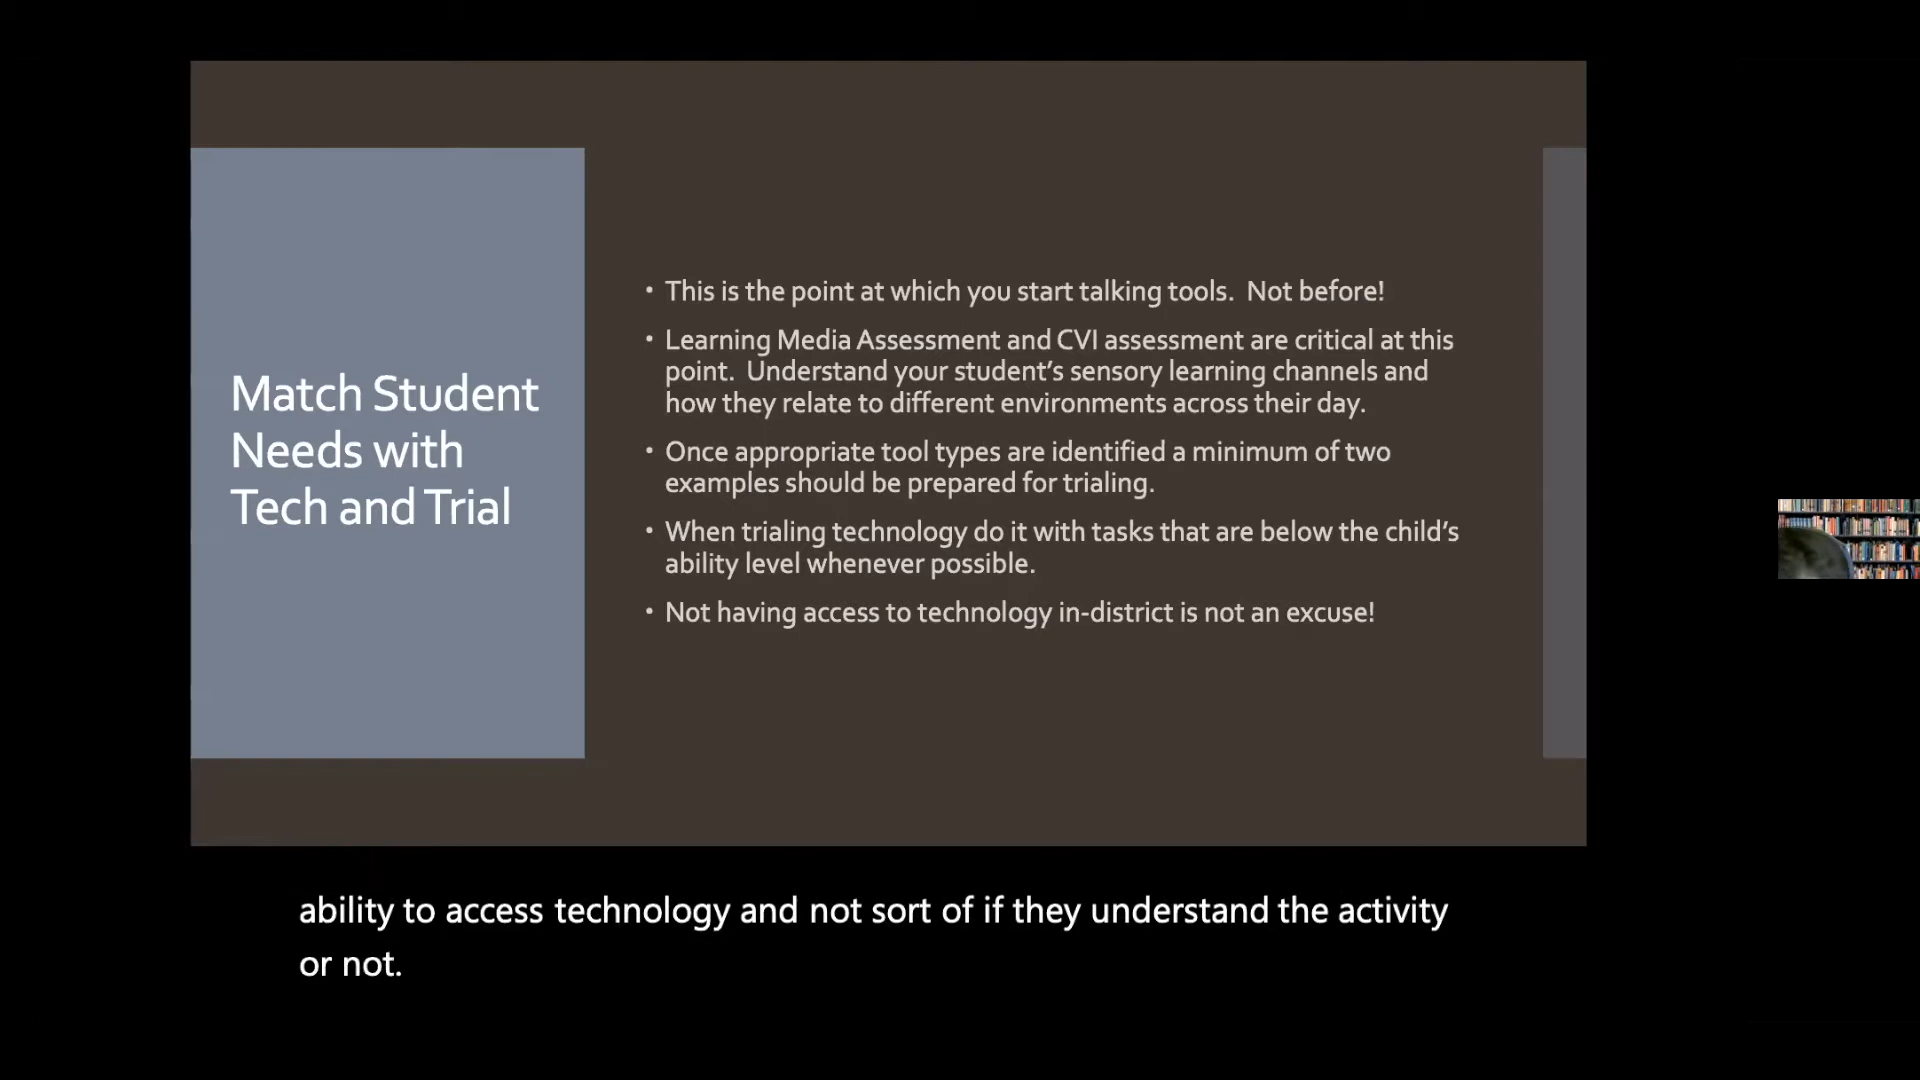 Match Student
Needs with
Tech and Trial
• This is the point at which you start talking tools.  Not before!
• Learning Media Assessment and CVI assessment are critical at this
point.  Understand your student's sensory learning channels and
how they relate to different environments across their day.
• Once appropriate tool types are identified a minimum of two
examples should be prepared for trialing.
• When trialing technology do it with tasks that are below the child's
ability level whenever possible.
• Not having access to technology in-district is not an excuse!
ability to access technology and not sort of if they understand the activity
or not.